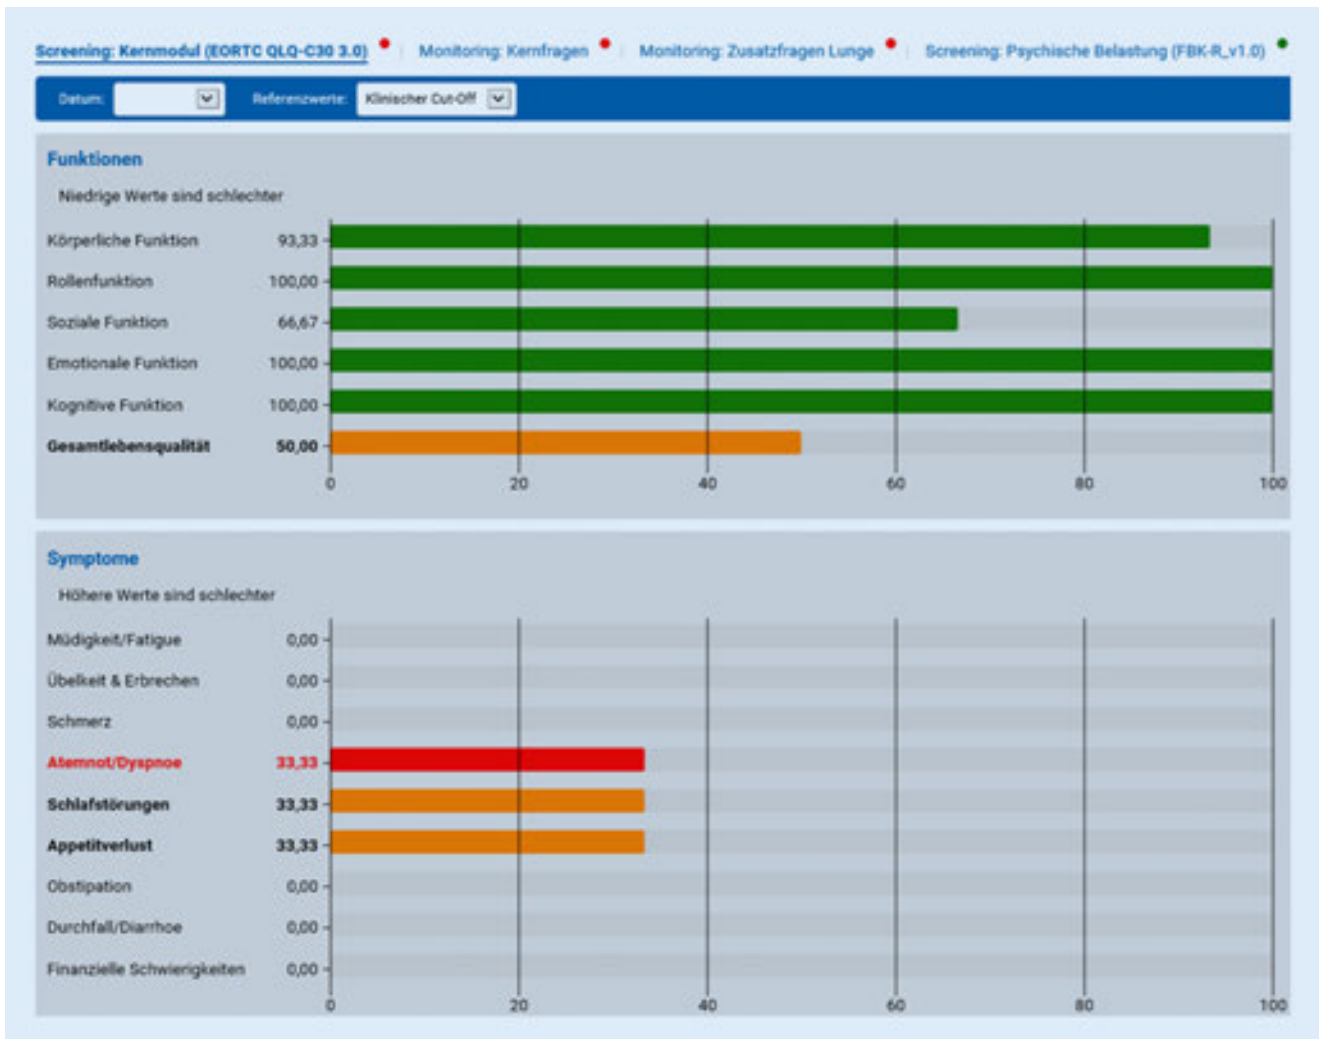 Screening: Kernmodul (EORTC QLQ-C30 3.0) | Monitoring: Kernfragen | Monitoring: Zusatzfragen Lunge | Screening: Psychische Belastung (FBK-R_v1.0)
Datum: Referenzwerte: Klinischer Cut-Off
Funktionen
Niedrige Werte sind schlechter
Körperliche Funktion 93,33
Rollenfunktion 100,00
Soziale Funktion 66,67
Emotionale Funktion 100,00
Kognitive Funktion 100,00
Gesamtlebensqualität 50,00
0 20 40 60 80 100
Symptome
Höhere Werte sind schlechter
Müdigkeit/Fatigue 0,00
Übelkeit & Erbrechen 0,00
Schmerz 0,00
Atemnot/Dyspnoe 33,33
Schlafstörungen 33,33
Appetitverlust 33,33
Obstipation 0,00
Durchfall/Diarrhoe 0,00
Finanzielle Schwierigkeiten 0,00
0 20 40 60 80 100